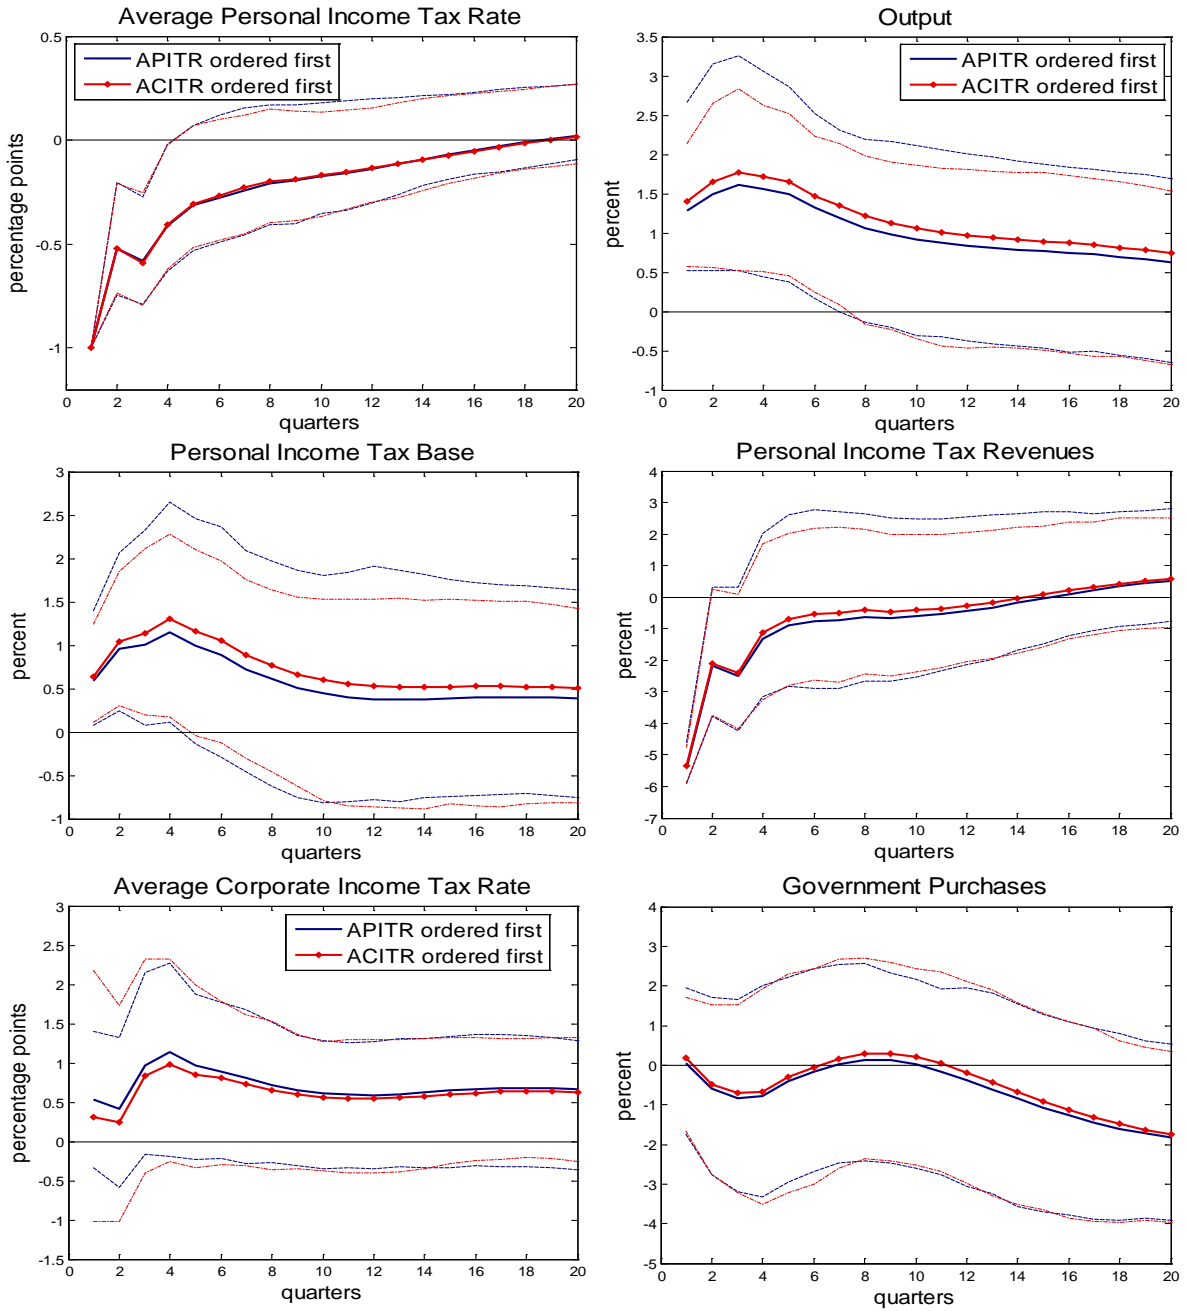 Average Personal Income Tax Rate
0.5
0
-0.5
-1
percentage points
APITR ordered first
ACITR ordered first
0 2 4 6 8 10 12 14 16 18 20
quarters
Output
3.5
3
2.5
2
1.5
1
0.5
0
-0.5
-1
percent
APITR ordered first
ACITR ordered first
0 2 4 6 8 10 12 14 16 18 20
quarters
Personal Income Tax Base
3
2.5
2
1.5
1
0.5
0
-0.5
-1
percent
0 2 4 6 8 10 12 14 16 18 20
quarters
Personal Income Tax Revenues
4
3
2
1
0
-1
-2
-3
-4
-5
-6
-7
percent
0 2 4 6 8 10 12 14 16 18 20
quarters
Average Corporate Income Tax Rate
3
2.5
2
1.5
1
0.5
0
-0.5
-1
-1.5
percentage points
APITR ordered first
ACITR ordered first
0 2 4 6 8 10 12 14 16 18 20
quarters
Government Purchases
4
3
2
1
0
-1
-2
-3
-4
-5
percent
0 2 4 6 8 10 12 14 16 18 20
quarters